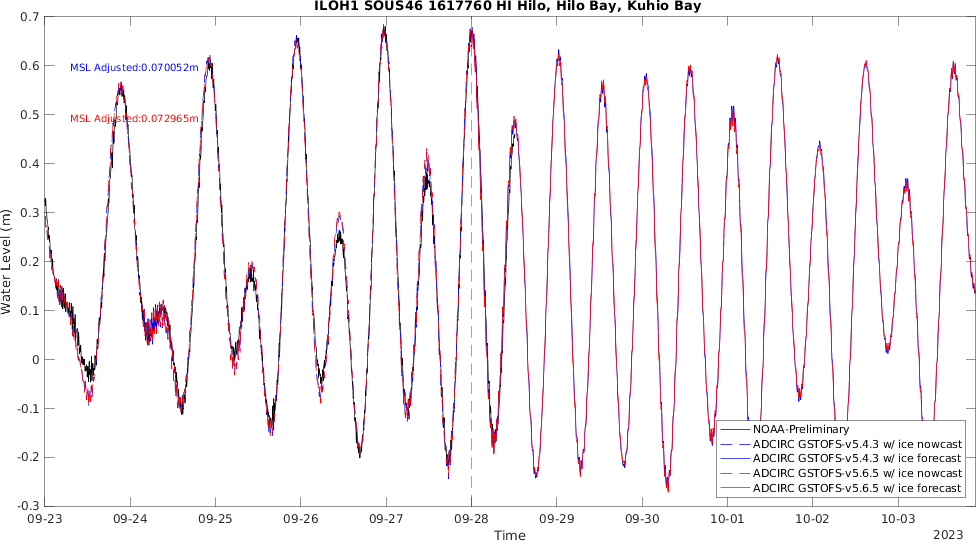 ILOH1 SOUS46 1617760 HI Hilo, Hilo Bay, Kuhio Bay
0.7
0.6
0.5
0.4
0.3
0.2
0.1
0
-0.1
-0.2
-0.3
Water Level (m)
MSL Adjusted:0.070052m
MSL Adjusted:0.072965m
NOAA-Preliminary
ADCIRC GSTOFS-v5.4.3 w/ ice nowcast
ADCIRC GSTOFS-v5.4.3 w/ ice forecast
ADCIRC GSTOFS-v5.6.5 w/ ice nowcast
ADCIRC GSTOFS-v5.6.5 w/ ice forecast
09-23 09-24 09-25 09-26 09-27 09-28 09-29 09-30 10-01 10-02 10-03
Time
2023